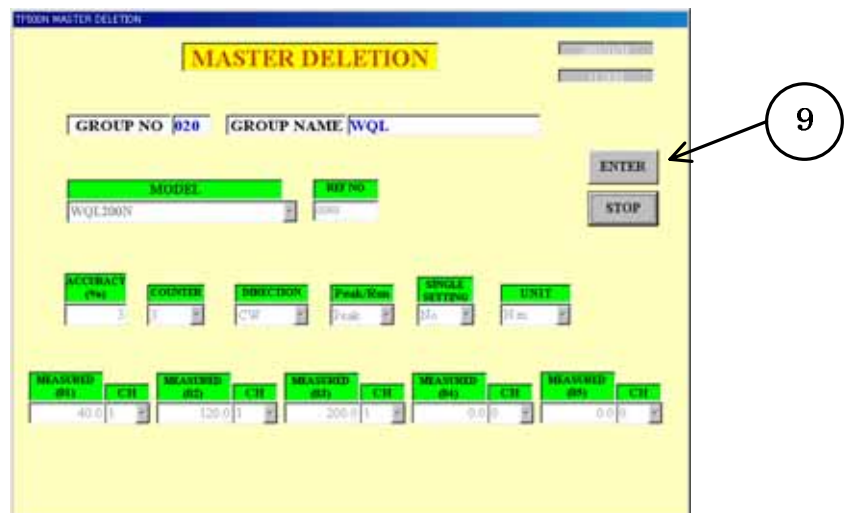 TF800N MASTER DELETION
MASTER DELETION
GROUP NO 020 GROUP NAME WQL
9
ENTER
MODEL REF NO
WQL200N
STOP
ACCURACY (%) COUNTER DIRECTION Peak/Run SINGLE SETTING UNIT
3 CW Peak No N m
MEASURED (01) CH MEASURED (02) CH MEASURED (03) CH MEASURED (04) CH MEASURED (05) CH
40.0 1 120.0 1 200.0 1 0.0 0 0.0 0